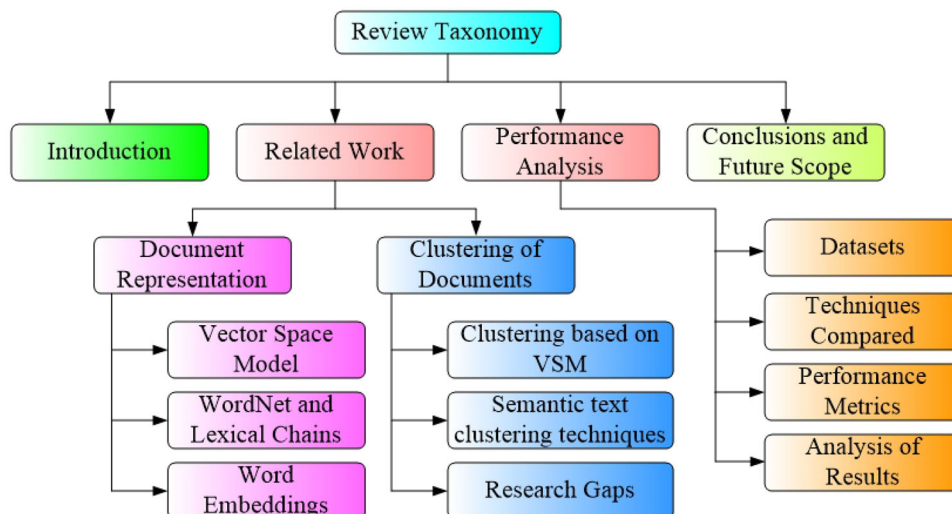 Review Taxonomy
Introduction
Related Work
Performance
Analysis
Conclusions and
Future Scope
Document
Representation
Clustering of
Documents
Datasets
Vector Space
Model
Clustering based on
VSM
Techniques
Compared
WordNet and
Lexical Chains
Semantic text
clustering techniques
Performance
Metrics
Word
Embeddings
Research Gaps
Analysis of
Results